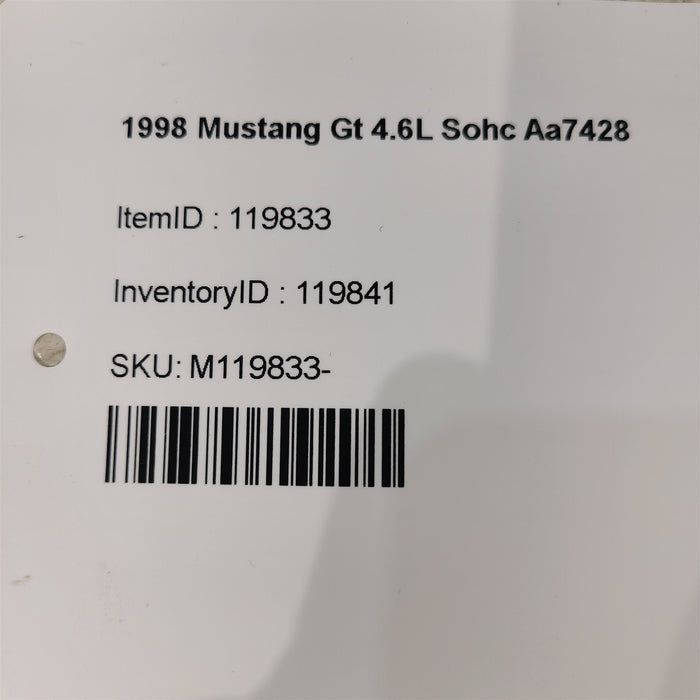 1998 Mustang Gt 4.6L Sohc Aa7428
ItemID : 119833
InventoryID : 119841
SKU: M119833-